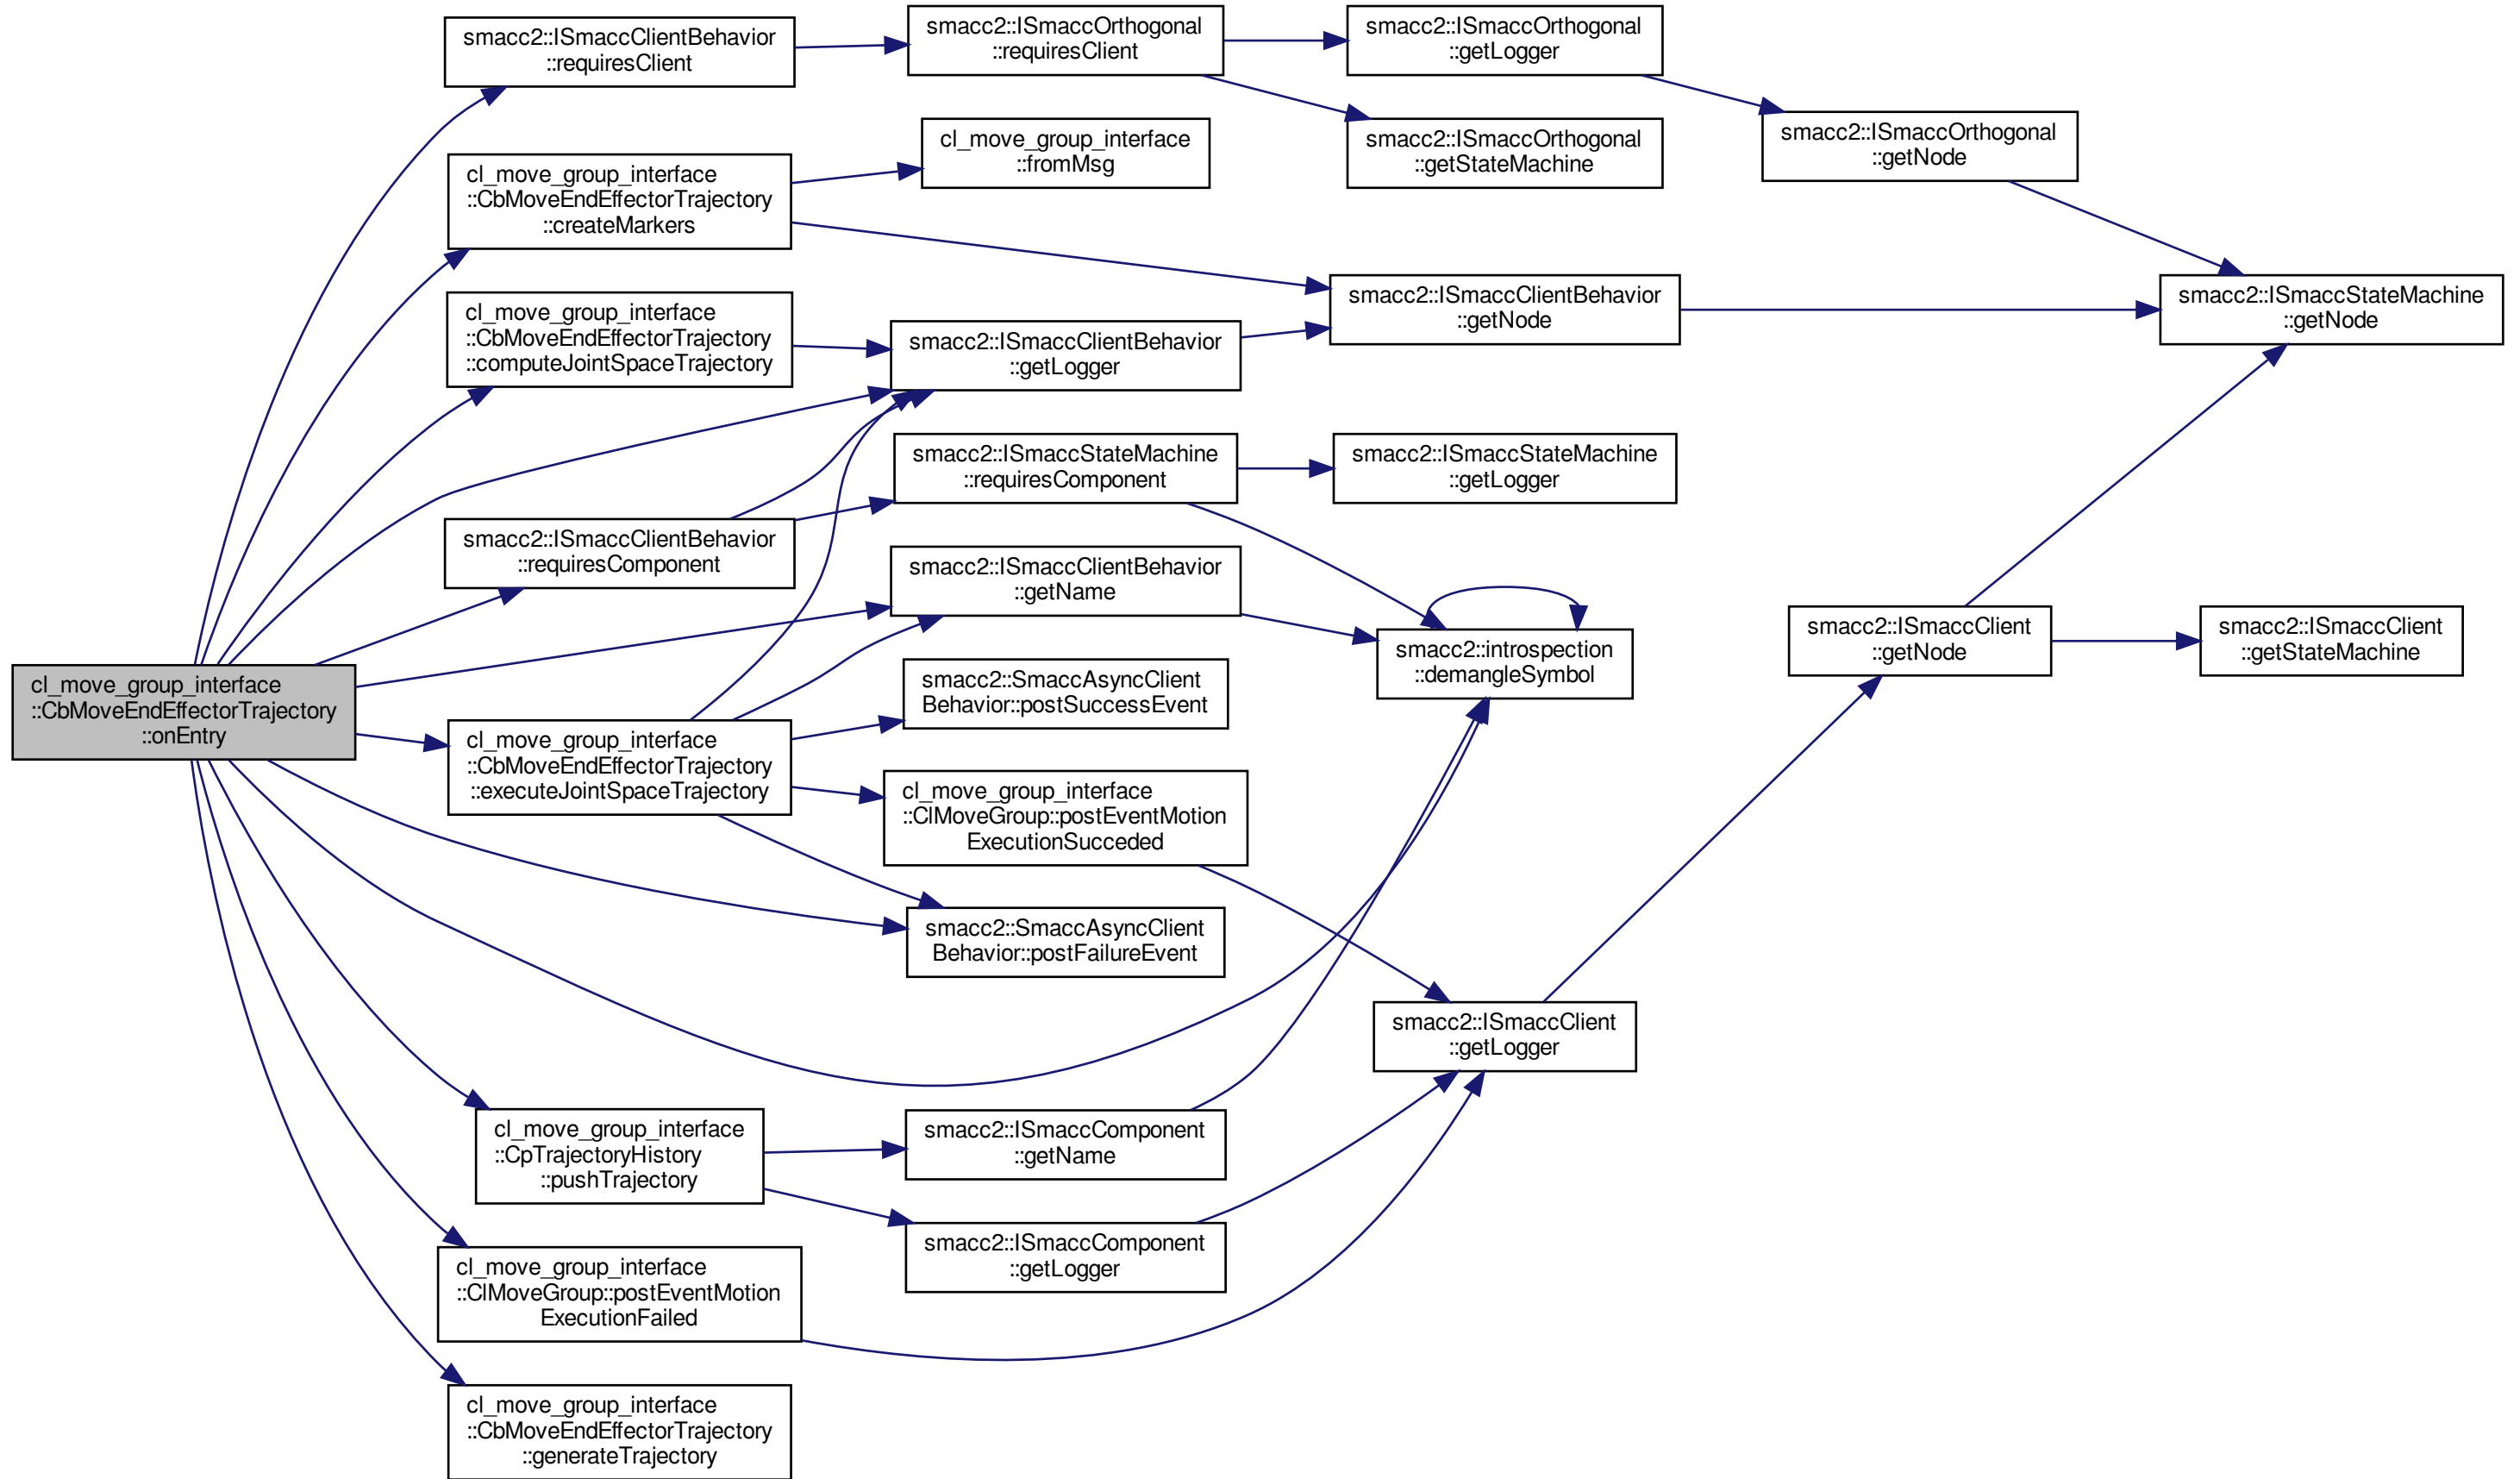 smacc2::ISmaccClientBehavior
::requiresClient
smacc2::ISmaccOrthogonal
::requiresClient
smacc2::ISmaccOrthogonal
::getLogger
smacc2::ISmaccOrthogonal
::getNode
cl_move_group_interface
::fromMsg
smacc2::ISmaccOrthogonal
::getStateMachine
cl_move_group_interface
::CbMoveEndEffectorTrajectory
::createMarkers
smacc2::ISmaccClientBehavior
::getNode
smacc2::ISmaccStateMachine
::getNode
cl_move_group_interface
::CbMoveEndEffectorTrajectory
::computeJointSpaceTrajectory
smacc2::ISmaccClientBehavior
::getLogger
smacc2::ISmaccStateMachine
::requiresComponent
smacc2::ISmaccStateMachine
::getLogger
smacc2::ISmaccClientBehavior
::requiresComponent
smacc2::ISmaccClientBehavior
::getName
smacc2::introspection
::demangleSymbol
smacc2::ISmaccClient
::getNode
smacc2::ISmaccClient
::getStateMachine
cl_move_group_interface
::CbMoveEndEffectorTrajectory
::onEntry
smacc2::SmaccAsyncClient
Behavior::postSuccessEvent
cl_move_group_interface
::CbMoveEndEffectorTrajectory
::executeJointSpaceTrajectory
cl_move_group_interface
::ClMoveGroup::postEventMotion
ExecutionSucceded
smacc2::SmaccAsyncClient
Behavior::postFailureEvent
smacc2::ISmaccClient
::getLogger
cl_move_group_interface
::CpTrajectoryHistory
::pushTrajectory
smacc2::ISmaccComponent
::getName
smacc2::ISmaccComponent
::getLogger
cl_move_group_interface
::ClMoveGroup::postEventMotion
ExecutionFailed
cl_move_group_interface
::CbMoveEndEffectorTrajectory
::generateTrajectory